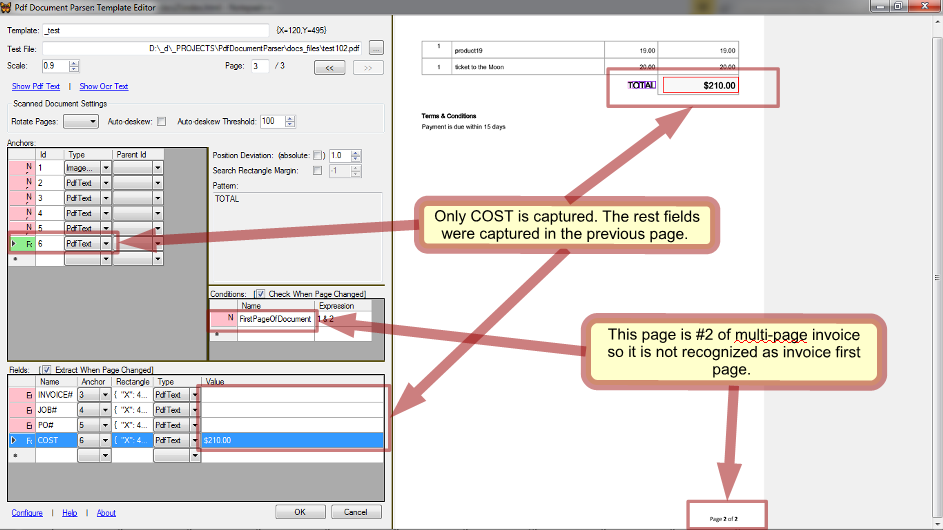 Pdf Document Parser: Template Editor
Template: _test {X=120,Y=495}
Test File: D:\_d\_PROJECTS\PdfDocumentParser\docs_files\test102.pdf ...
Scale: 0.9 Page: 3 / 3 << >>
Show Pdf Text | Show Ocr Text
Scanned Document Settings
Rotate Pages: Auto-deskew: Auto-deskew Threshold: 100
Anchors:
Id Type Parent Id
N 1 Image...
N 2 PdfText
N 3 PdfText
N 4 PdfText
N 5 PdfText
Fc 6 PdfText
Position Deviation: (absolute: ) 1.0
Search Rectangle Margin: -1
Pattern:
TOTAL
Conditions: [ Check When Page Changed]
Name Expression
N FirstPageOfDocument 1 & 2
Fields: [ Extract When Page Changed]
Name Anchor Rectangle Type Value
INVOICE# 3 { "X": 4... PdfText
JOB# 4 { "X": 4... PdfText
PO# 5 { "X": 4... PdfText
Fc COST 6 { "X": 4... PdfText $210.00
Configure | Help | About OK Cancel
1 product19 19.00 19.00
1 ticket to the Moon 20.00 20.00
TOTAL $210.00
Terms & Conditions
Payment is due within 15 days
Only COST is captured. The rest fields
were captured in the previous page.
This page is #2 of multi-page invoice
so it is not recognized as invoice first
page.
Page 2 of 2